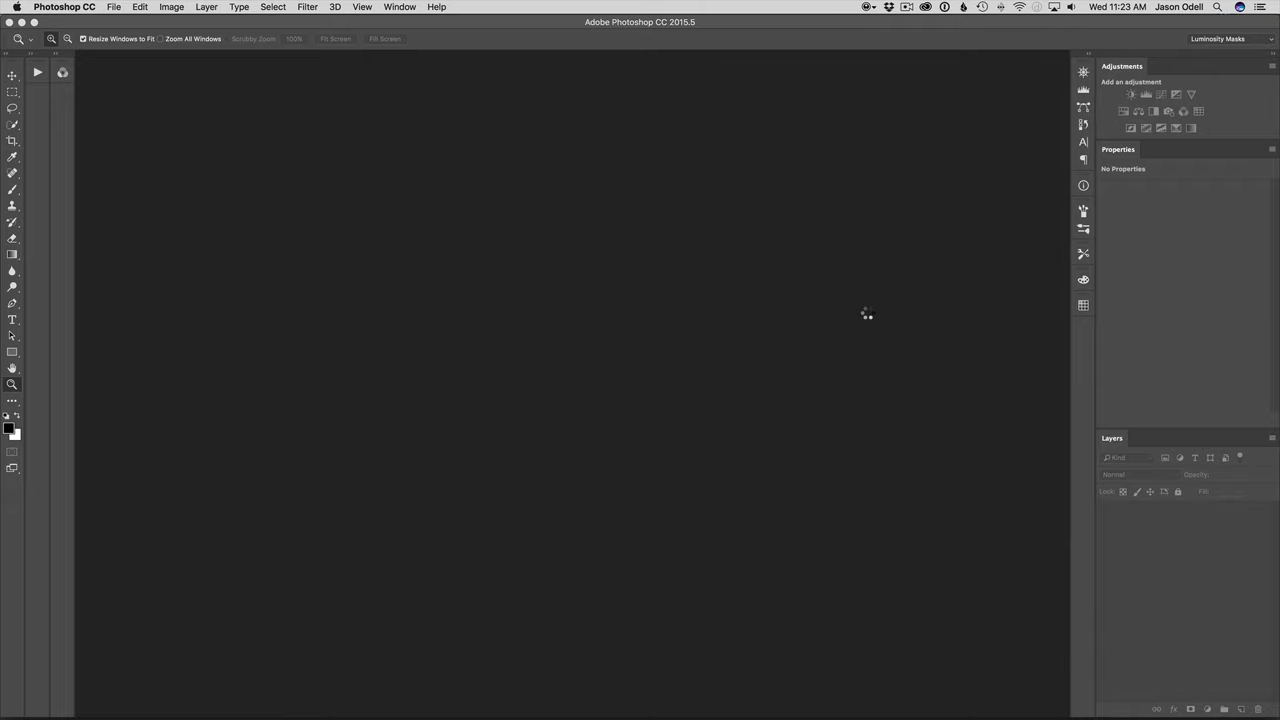 Photoshop CC File Edit Image Layer Type Select Filter 3D View Window Help Wed 11:23 AM Jason Odell
Adobe Photoshop CC 2015.5
Resize Windows to Fit Zoom All Windows Scrubby Zoom 100% Fit Screen Fill Screen Luminosity Masks
Adjustments
Add an adjustment
Properties
No Properties
Layers
Kind
Normal Opacity:
Lock: Fill: